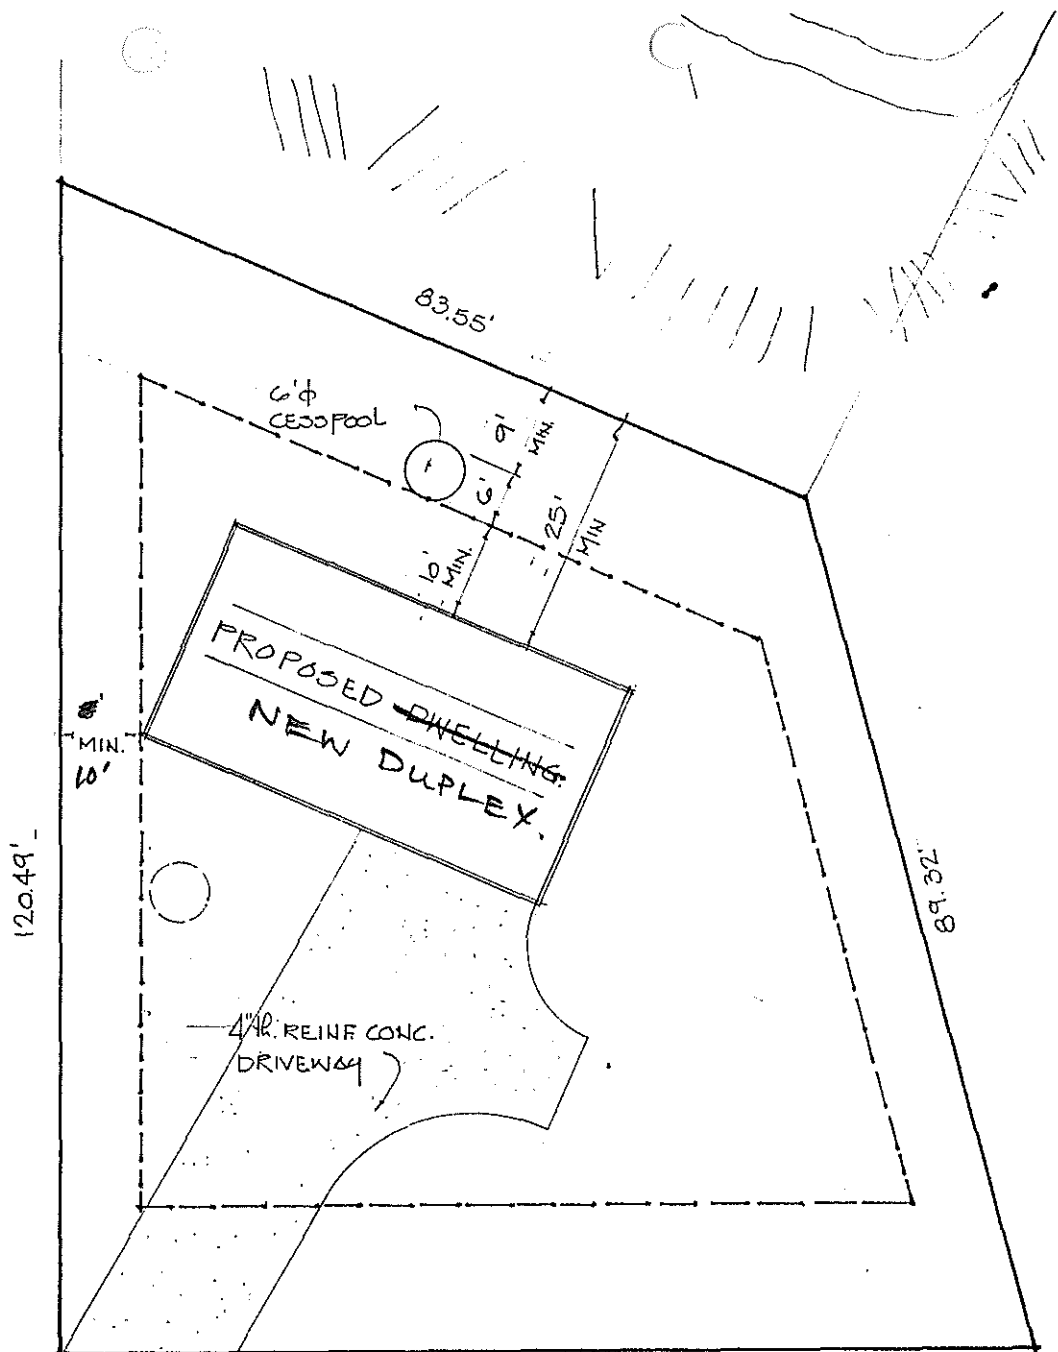 83.55'
6'φ
CESSPOOL
9'
MIN.
6'
25'
MIN
10'
MIN.
PROPOSED DWELLING.
NEW DUPLEX.
MIN.
10'
120.49'
89.32'
4"th. REINF CONC.
DRIVEWAY